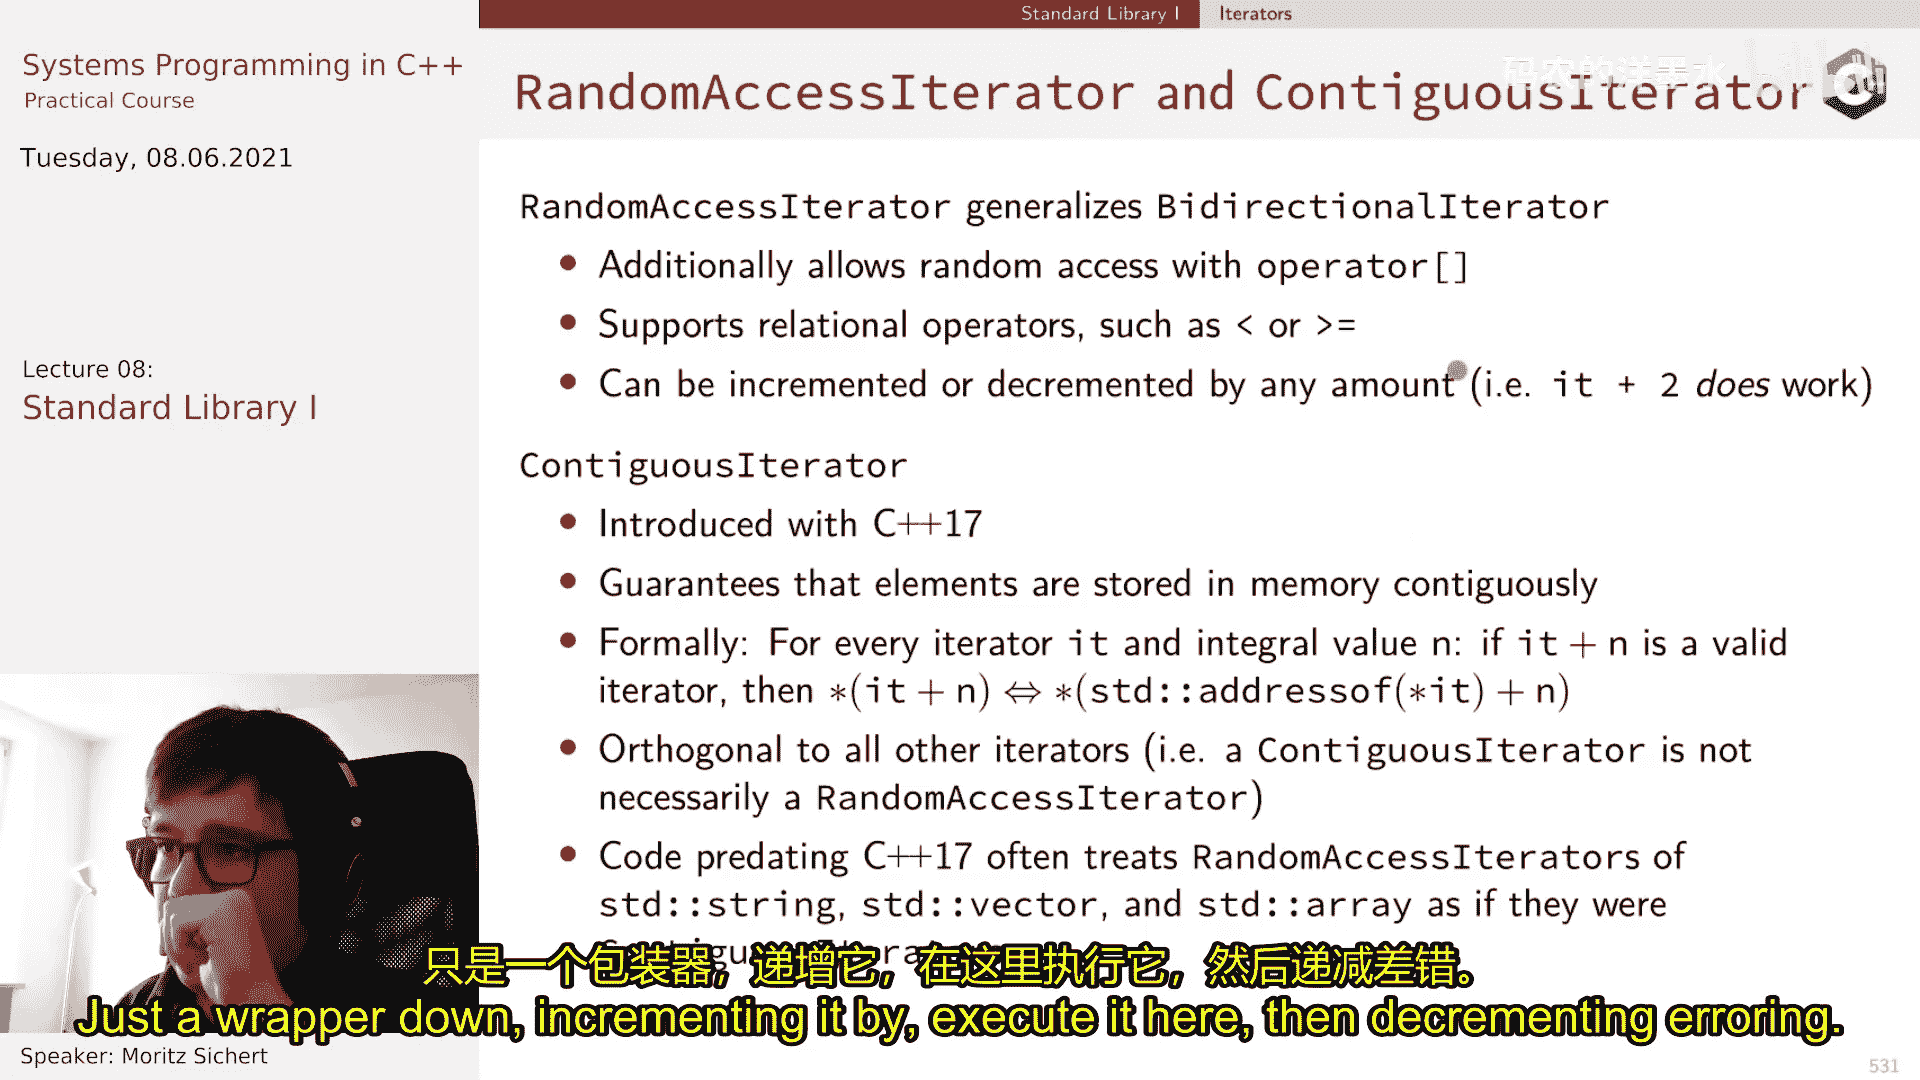 Standard Library I
Iterators
Systems Programming in C++
Practical Course
Tuesday, 08.06.2021
Lecture 08:
Standard Library I
RandomAccessIterator and ContiguousIterator
码农的洋墨水
RandomAccessIterator generalizes BidirectionalIterator
• Additionally allows random access with operator[]
• Supports relational operators, such as < or >=
• Can be incremented or decremented by any amount (i.e. it + 2 does work)
ContiguousIterator
• Introduced with C++17
• Guarantees that elements are stored in memory contiguously
• Formally: For every iterator it and integral value n: if it + n is a valid
iterator, then *(it + n) ⇔ *(std::addressof(*it) + n)
• Orthogonal to all other iterators (i.e. a ContiguousIterator is not
necessarily a RandomAccessIterator)
• Code predating C++17 often treats RandomAccessIterators of
std::string, std::vector, and std::array as if they were
只是一个包装器，递增它，在这里执行它，然后递减差错。
Just a wrapper down, incrementing it by, execute it here, then decrementing erroring.
Speaker: Moritz Sichert
531